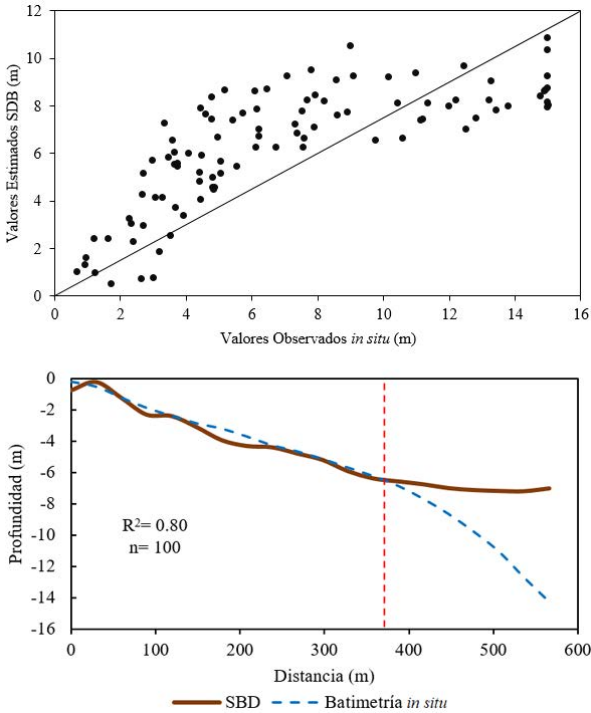 12
10
8
6
4
2
0
Valores Estimados SDB (m)
0 2 4 6 8 10 12 14 16
Valores Observados in situ (m)
0
-2
-4
-6
-8
-10
-12
-14
-16
Profundidad (m)
R²= 0.80
n= 100
0 100 200 300 400 500 600
Distancia (m)
SBD Batimetría in situ